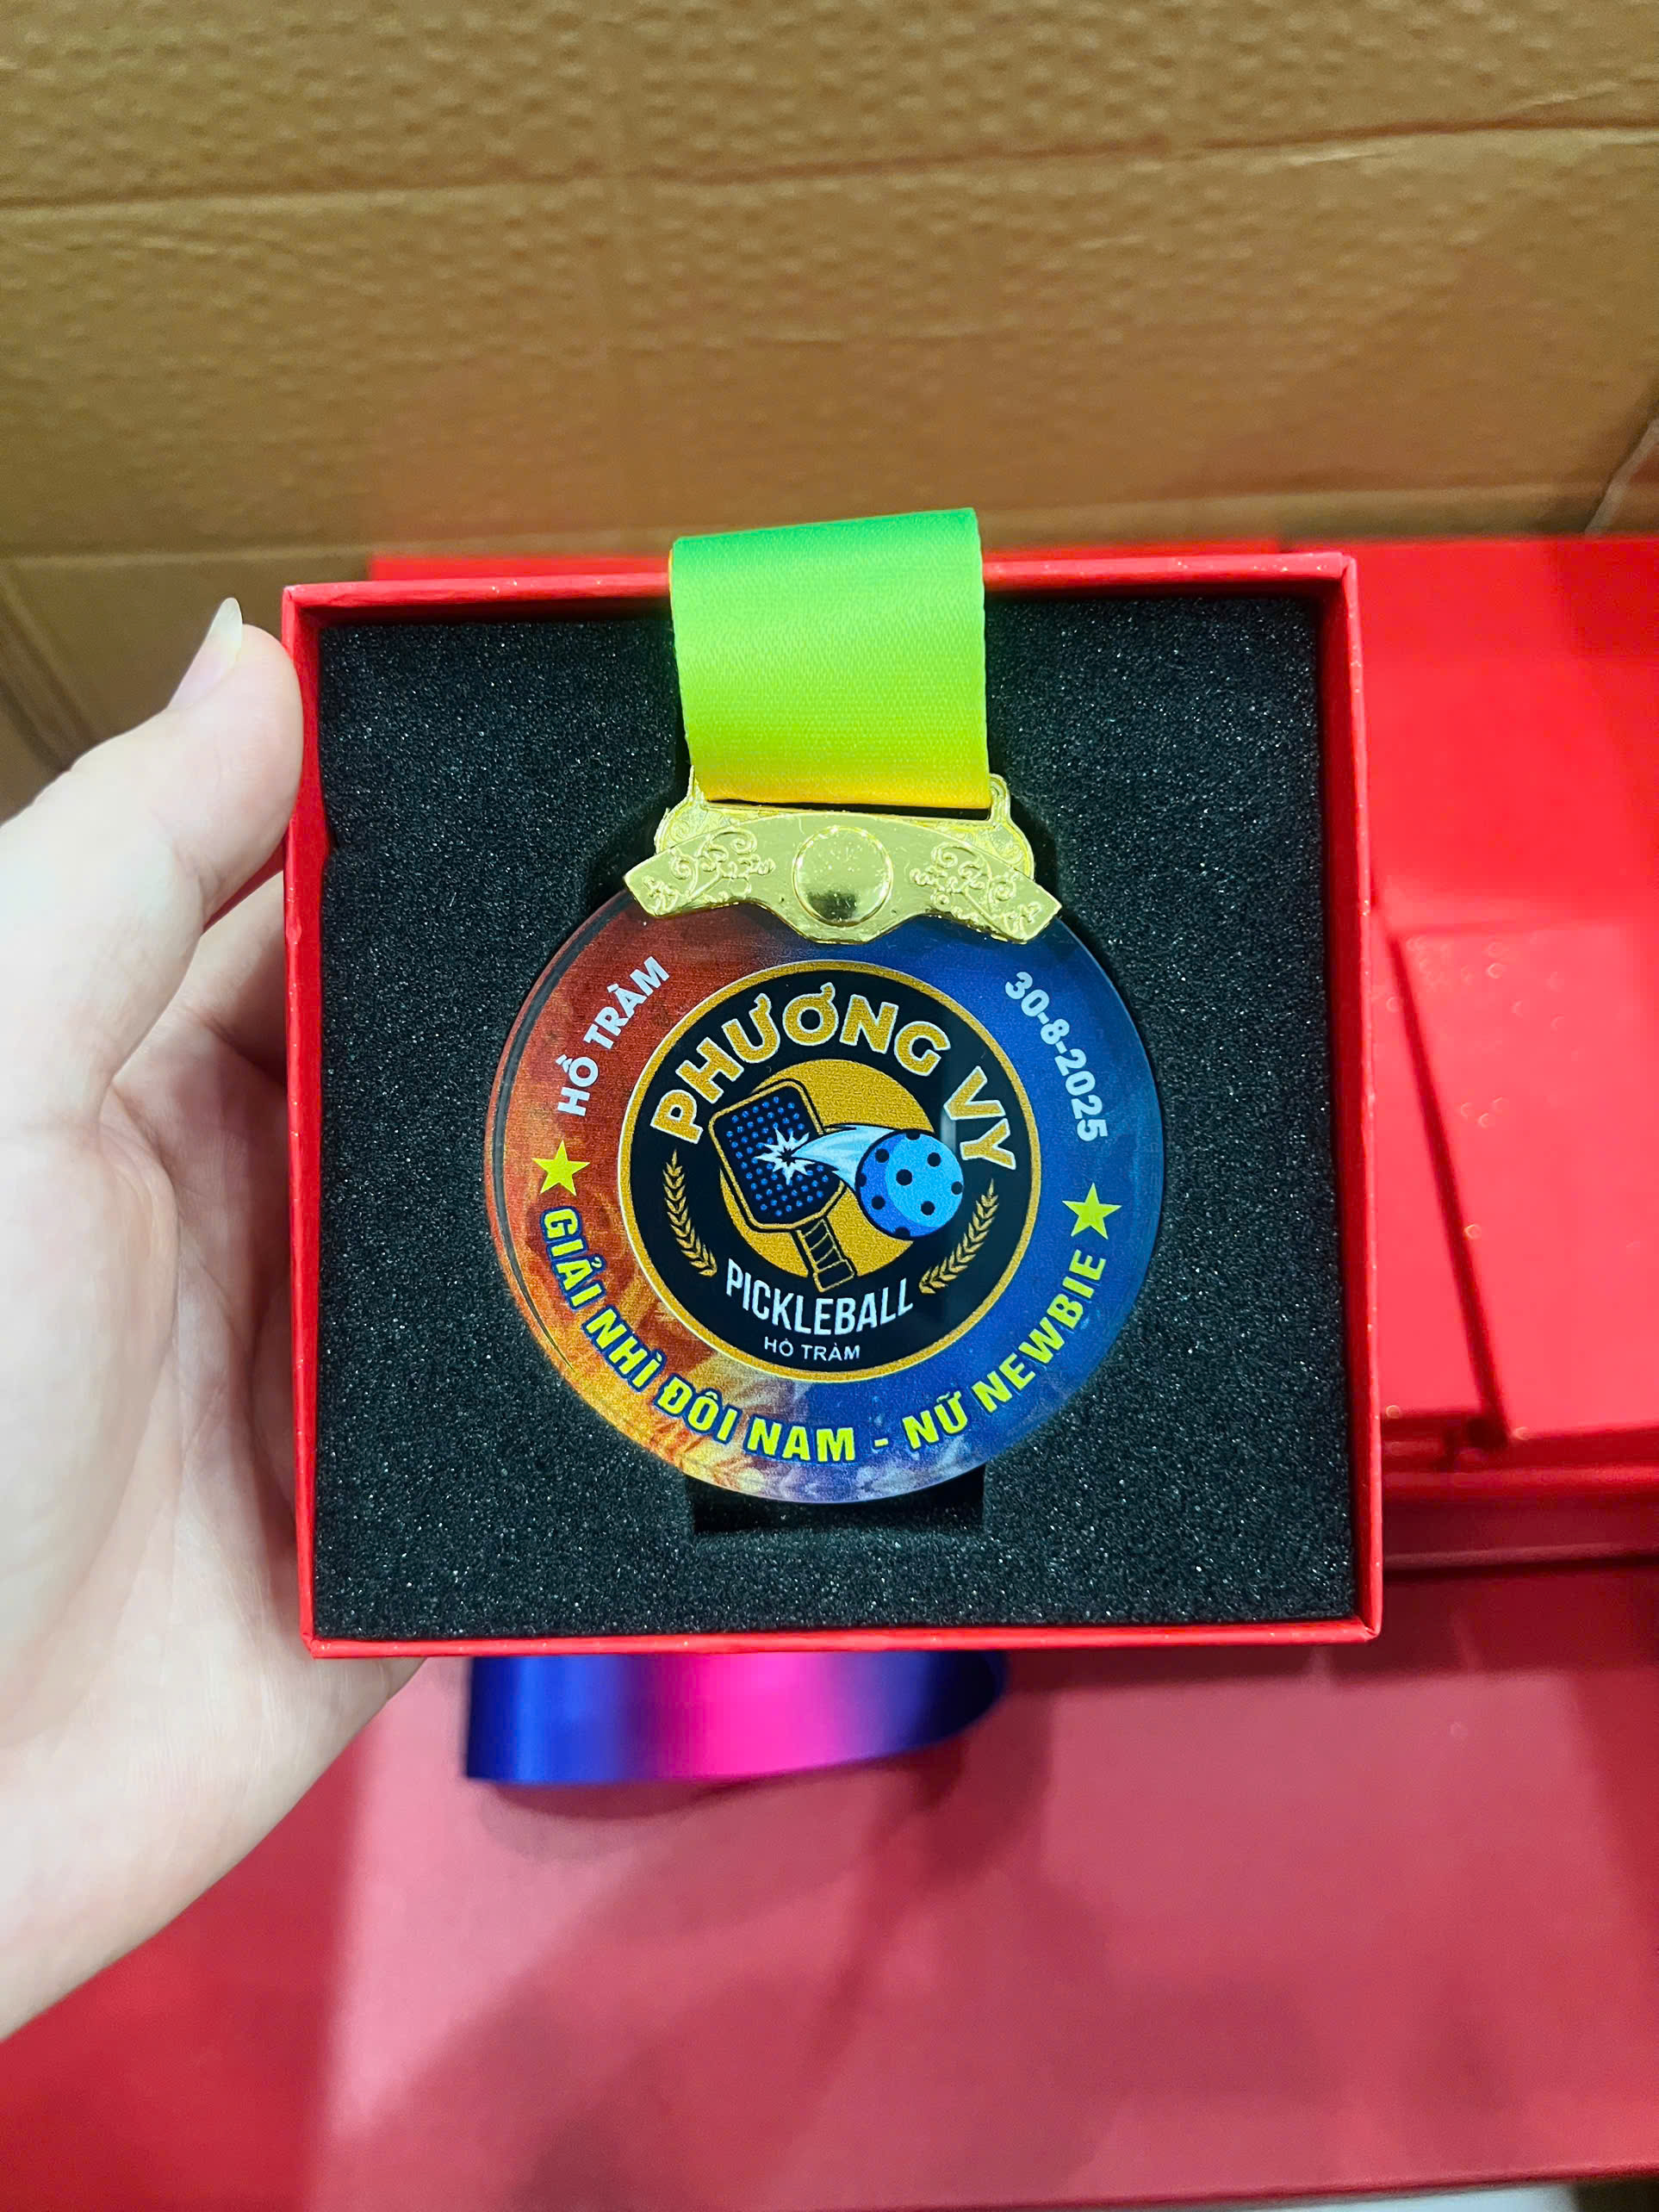 HỒ TRÀM
30-8-2025
PHƯƠNG VY
PICKLEBALL
HỒ TRÀM
GIẢI NHÌ ĐÔI NAM - NỮ NEWBIE